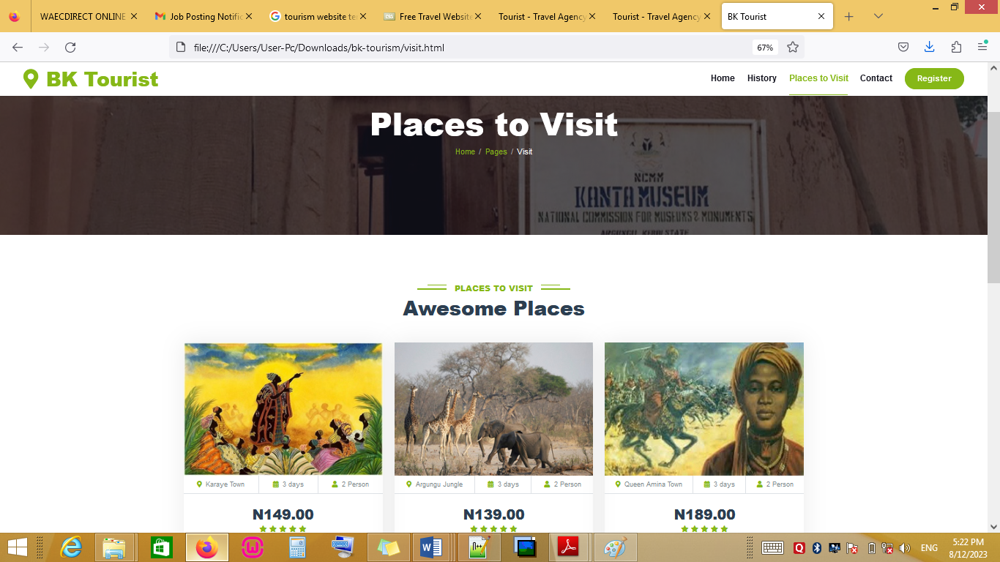 WAECDIRECT ONLINE
Job Posting Notific
tourism website te
Free Travel Website
Tourist - Travel Agency
Tourist - Travel Agency
BK Tourist
file:///C:/Users/User-Pc/Downloads/bk-tourism/visit.html
67%
BK Tourist
Home History Places to Visit Contact Register
Places to Visit
Home / Pages / Visit
NCMM
KANTA MUSEUM
NATIONAL COMMISSION FOR MUSEUMS & MONUMENTS
ARGUNGU, KEBBI STATE
PLACES TO VISIT
Awesome Places
Karaye Town 3 days 2 Person
Argungu Jungle 3 days 2 Person
Queen Amina Town 3 days 2 Person
N149.00
N139.00
N189.00
ENG
5:22 PM
8/12/2023